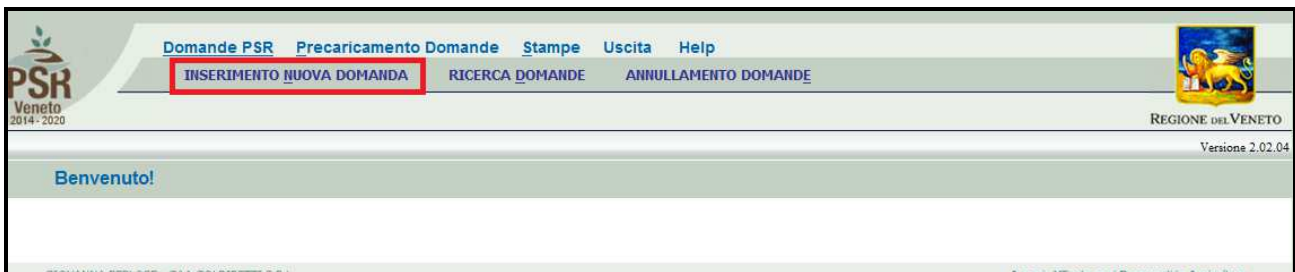 Domande PSR Precaricamento Domande Stampe Uscita Help
INSERIMENTO NUOVA DOMANDA RICERCA DOMANDE ANNULLAMENTO DOMANDE
PSR
Veneto
2014 - 2020
REGIONE DEL VENETO
Versione 2.02.04
Benvenuto!